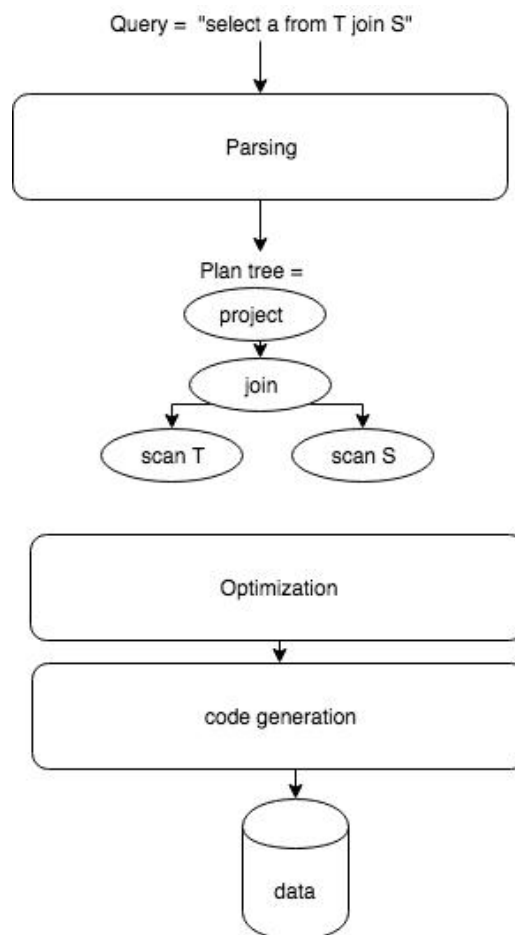 Query = "select a from T join S"
Parsing
Plan tree =
project
join
scan T
scan S
Optimization
code generation
data